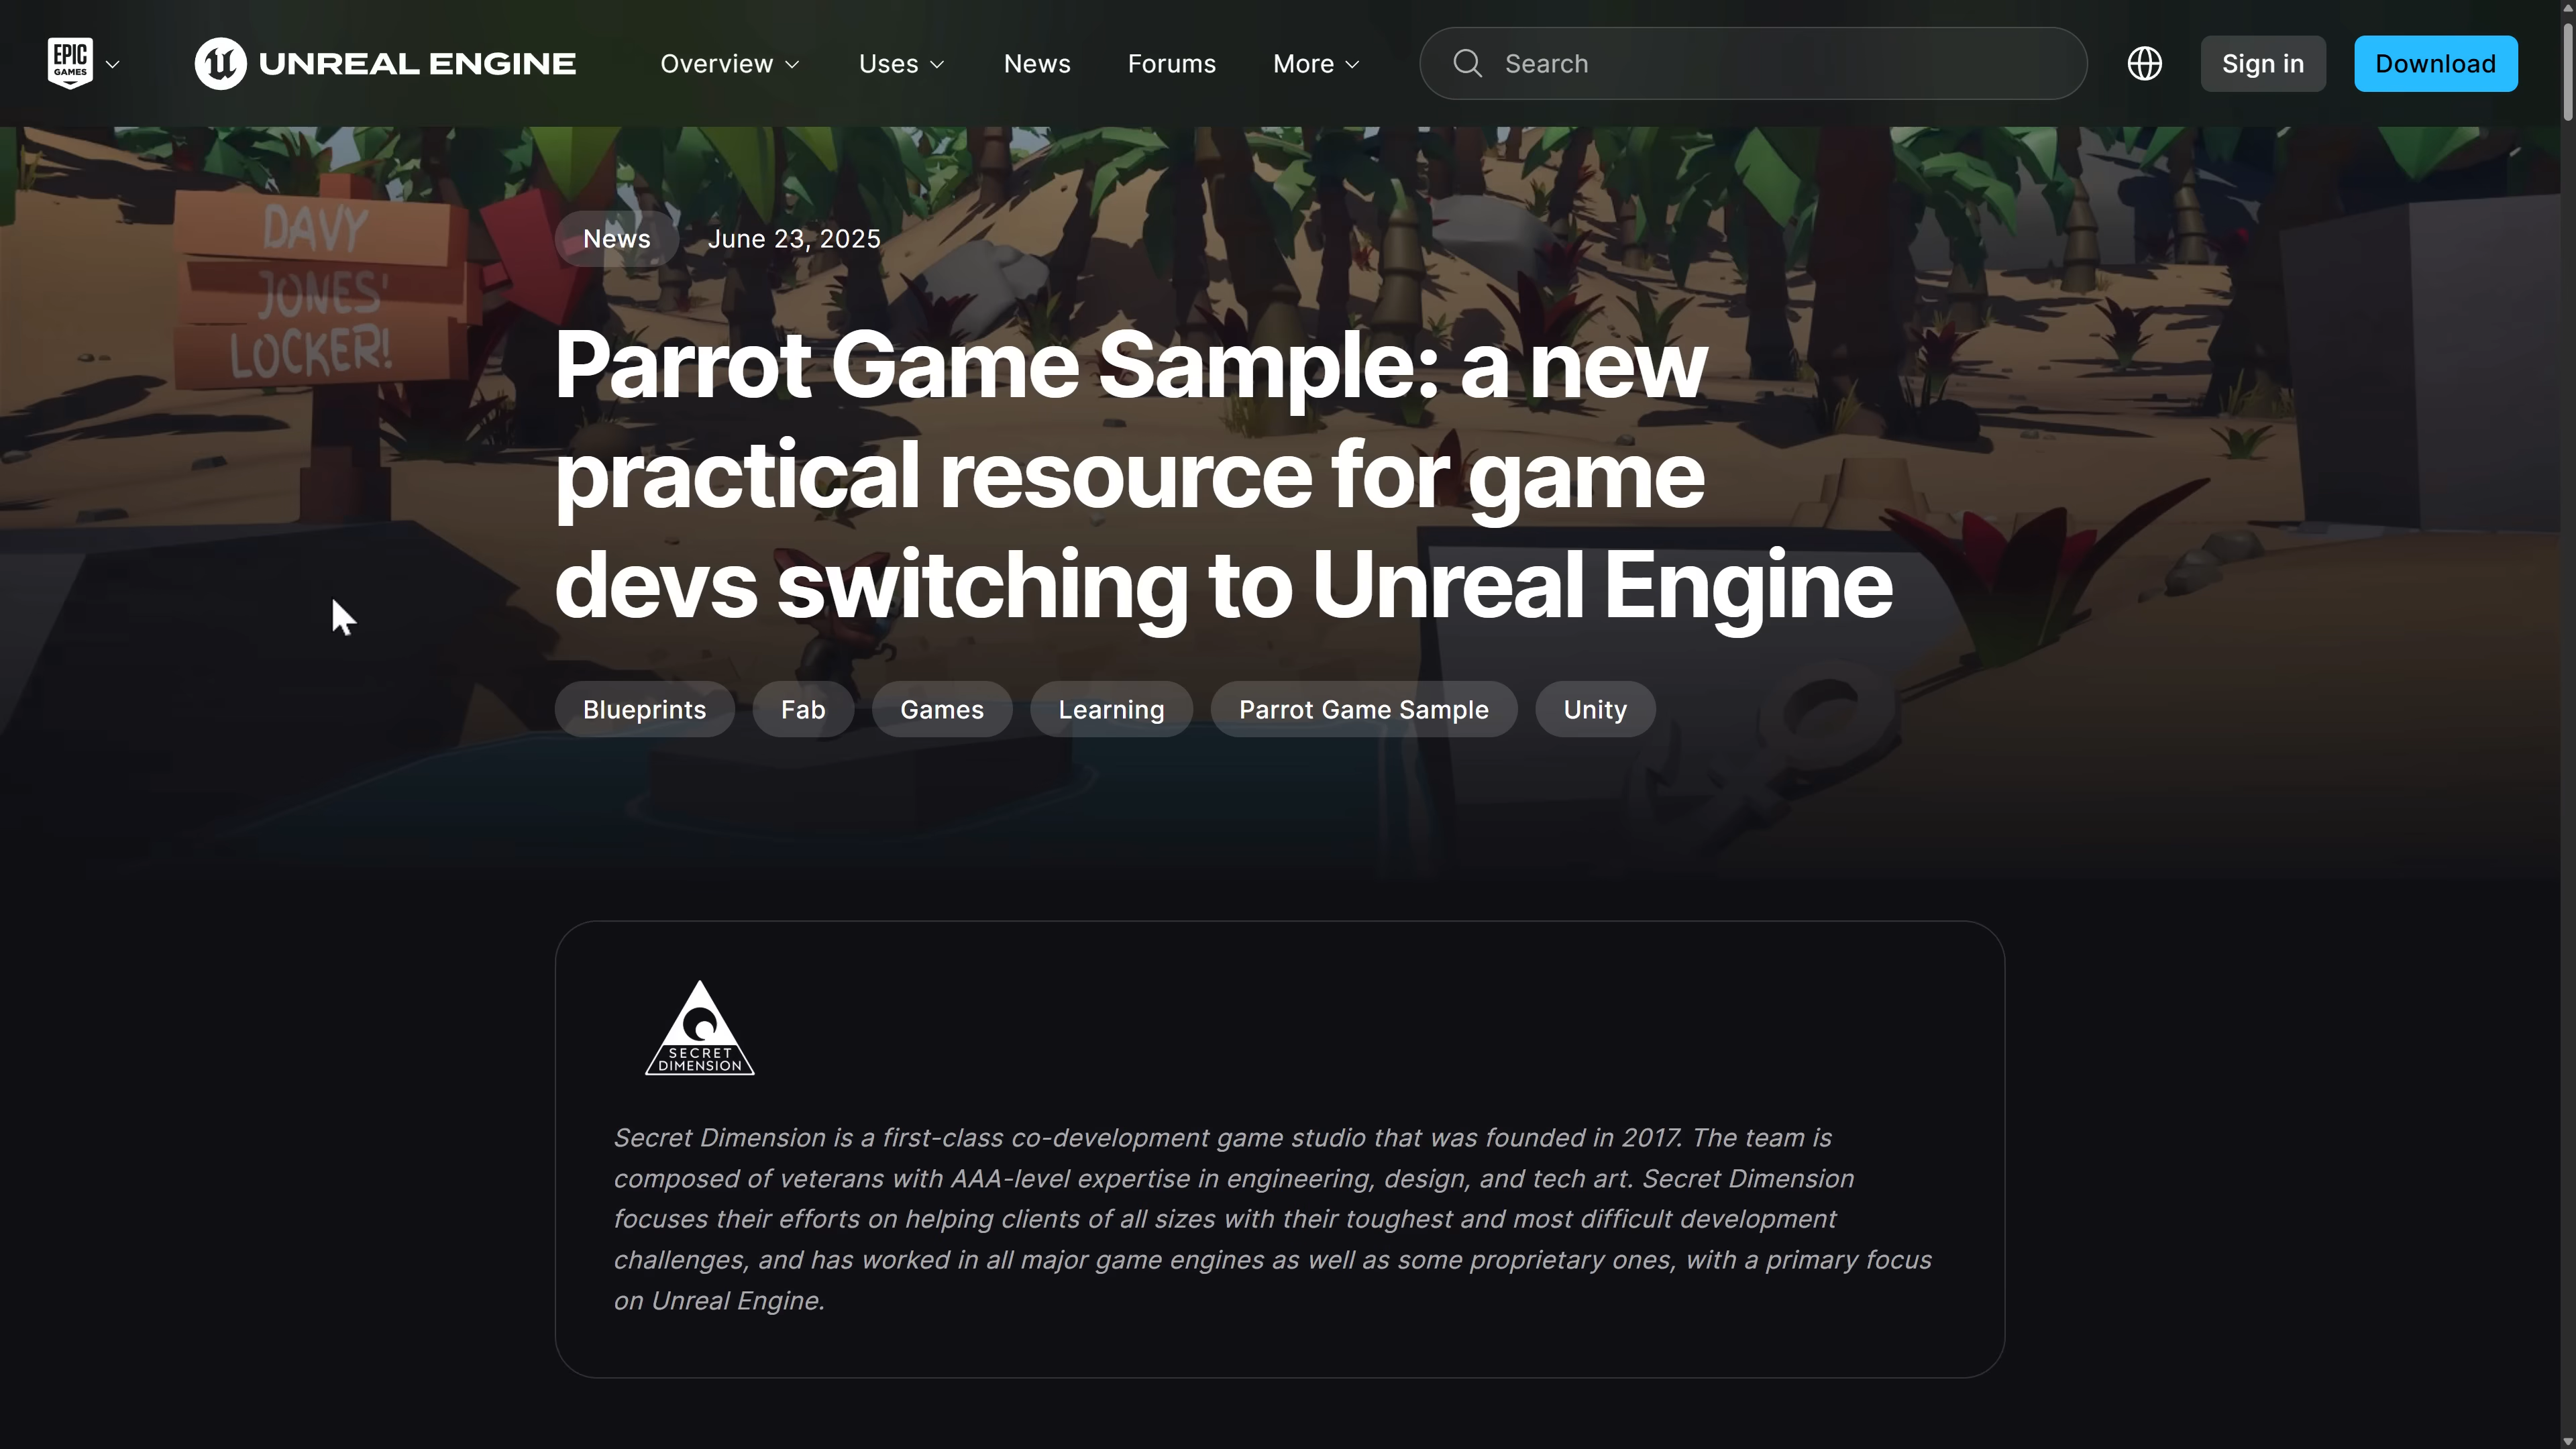 EPIC
GAMES
UNREAL ENGINE
Overview
Uses
News
Forums
More
Search
Sign in
Download
DAVY
JONES'
LOCKER!
News
June 23, 2025
Parrot Game Sample: a new
practical resource for game
devs switching to Unreal Engine
Blueprints
Fab
Games
Learning
Parrot Game Sample
Unity
SECRET
DIMENSION
Secret Dimension is a first-class co-development game studio that was founded in 2017. The team is
composed of veterans with AAA-level expertise in engineering, design, and tech art. Secret Dimension
focuses their efforts on helping clients of all sizes with their toughest and most difficult development
challenges, and has worked in all major game engines as well as some proprietary ones, with a primary focus
on Unreal Engine.